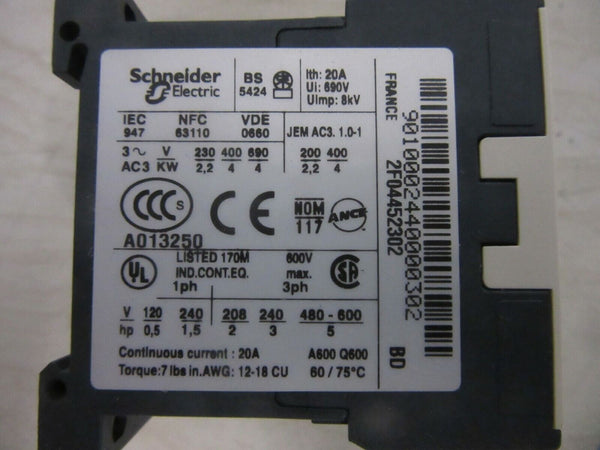 Schneider Electric
BS 5424
Ith: 20A
Ui: 690V
UImp: 8kV
IEC 947
NFC 63110
VDE 0660
JEM AC3. 1.0-1
3~ AC3
V 230 400 690 200 400
KW 2,2 4 4 2,2 4
CCC S
CE
NOM 117
ANCE
A013250
UL
LISTED 170M
IND.CONT.EQ.
600V max.
1ph
3ph
V 120 240 208 240 480 - 600
hp 0,5 1,5 2 3 5
Continuous current : 20A A600 Q600
Torque:7 lbs in.AWG: 12-18 CU 60 / 75°C
FRANCE
2F04452302
BD
9010000244000000302